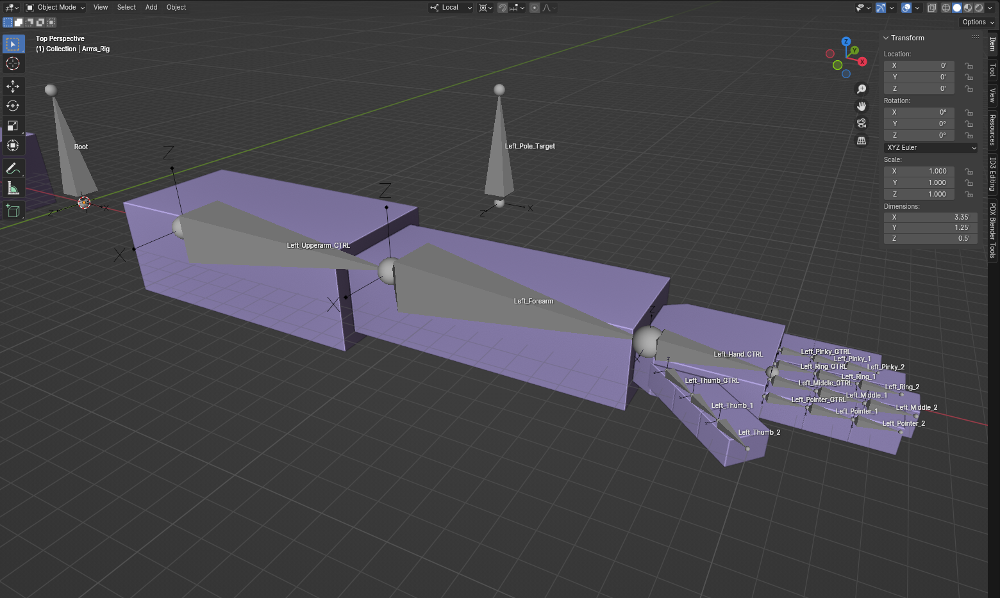 Object Mode View Select Add Object Local
Options
Top Perspective
(1) Collection | Arms_Rig
Transform
Location:
X 0'
Y 0'
Z 0'
Rotation:
X 0°
Y 0°
Z 0°
XYZ Euler
Scale:
X 1.000
Y 1.000
Z 1.000
Dimensions:
X 3.35'
Y 1.25'
Z 0.5'
Item
Tool
View
Resources
ID3 Editing
PDX Blender Tools
Z
Y
X
Root
Z
X
Left_Pole_Target
Z
X
Z
X
Left_Upperarm_CTRL
Z
X
Left_Forearm
Z
X
Left_Hand_CTRL
Left_Pinky_CTRL
Left_Pinky_1
Left_Pinky_2
Left_Ring_CTRL
Left_Ring_1
Left_Ring_2
Left_Middle_CTRL
Left_Middle_1
Left_Middle_2
Left_Pointer_CTRL
Left_Pointer_1
Left_Pointer_2
Left_Thumb_CTRL
Left_Thumb_1
Left_Thumb_2